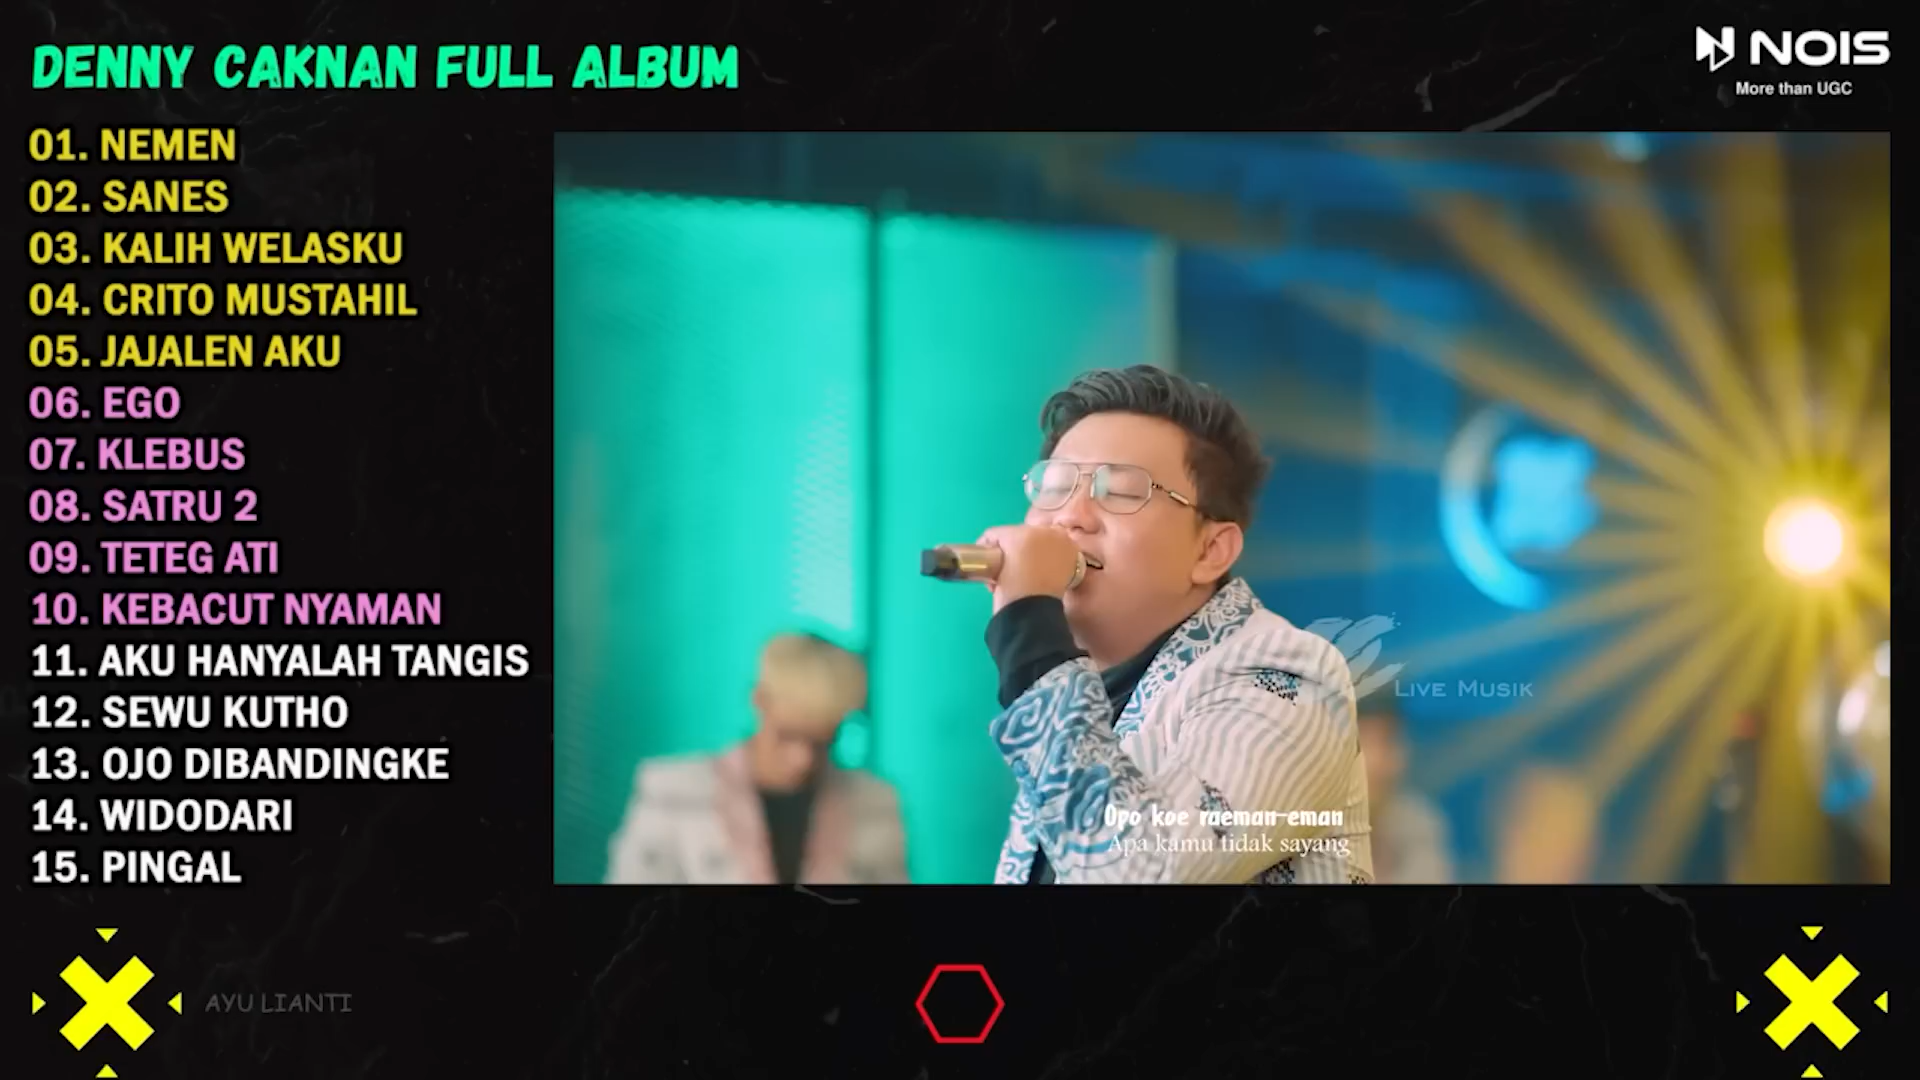 DENNY CAKNAN FULL ALBUM
NOIS
More than UGC
01. NEMEN
02. SANES
03. KALIH WELASKU
04. CRITO MUSTAHIL
05. JAJALEN AKU
06. EGO
07. KLEBUS
08. SATRU 2
09. TETEG ATI
10. KEBACUT NYAMAN
11. AKU HANYALAH TANGIS
12. SEWU KUTHO
13. OJO DIBANDINGKE
14. WIDODARI
15. PINGAL
LIVE MUSIK
Opo koe raeman-eman
Apa kamu tidak sayang
AYU LIANTI